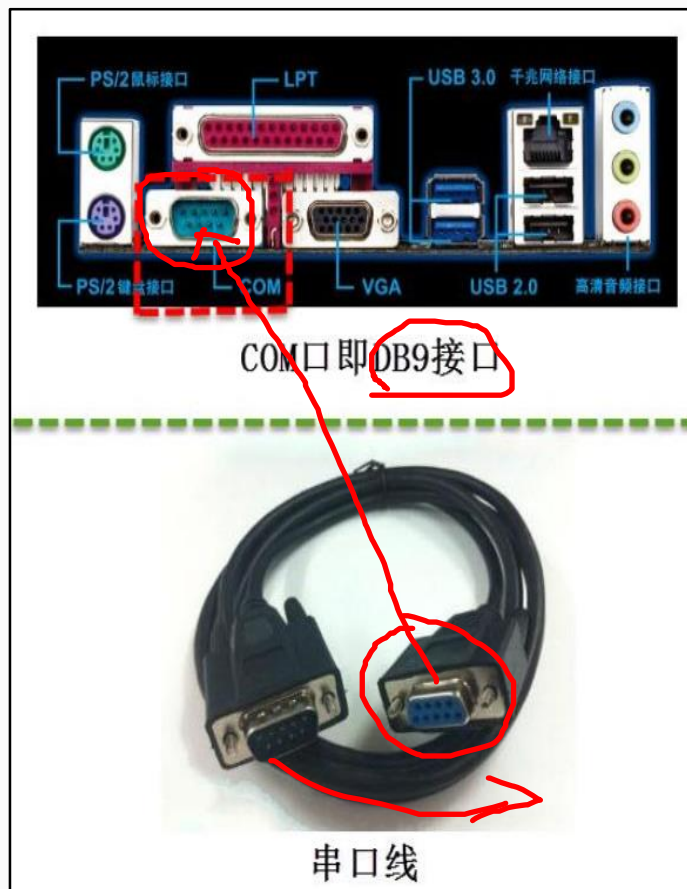 PS/2鼠标接口
LPT
USB 3.0
千兆网络接口
PS/2键盘接口
COM
VGA
USB 2.0
高清音频接口
COM口即DB9接口
串口线